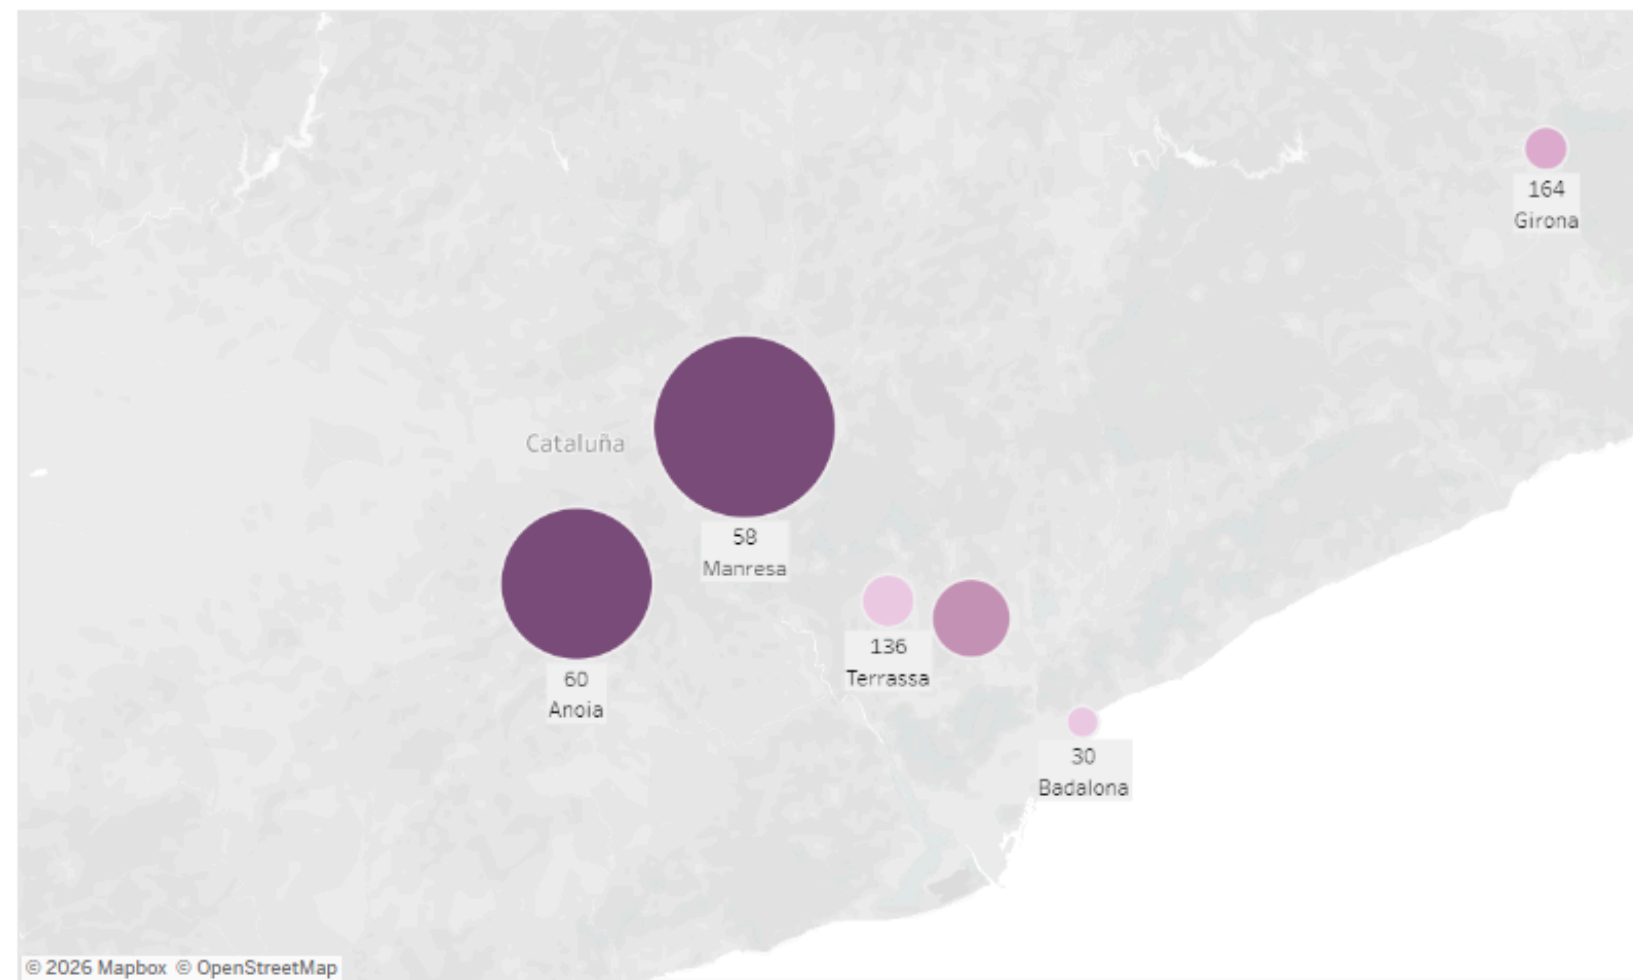 164
Girona
Cataluña
58
Manresa
136
Terrassa
60
Anoia
30
Badalona
© 2026 Mapbox © OpenStreetMap